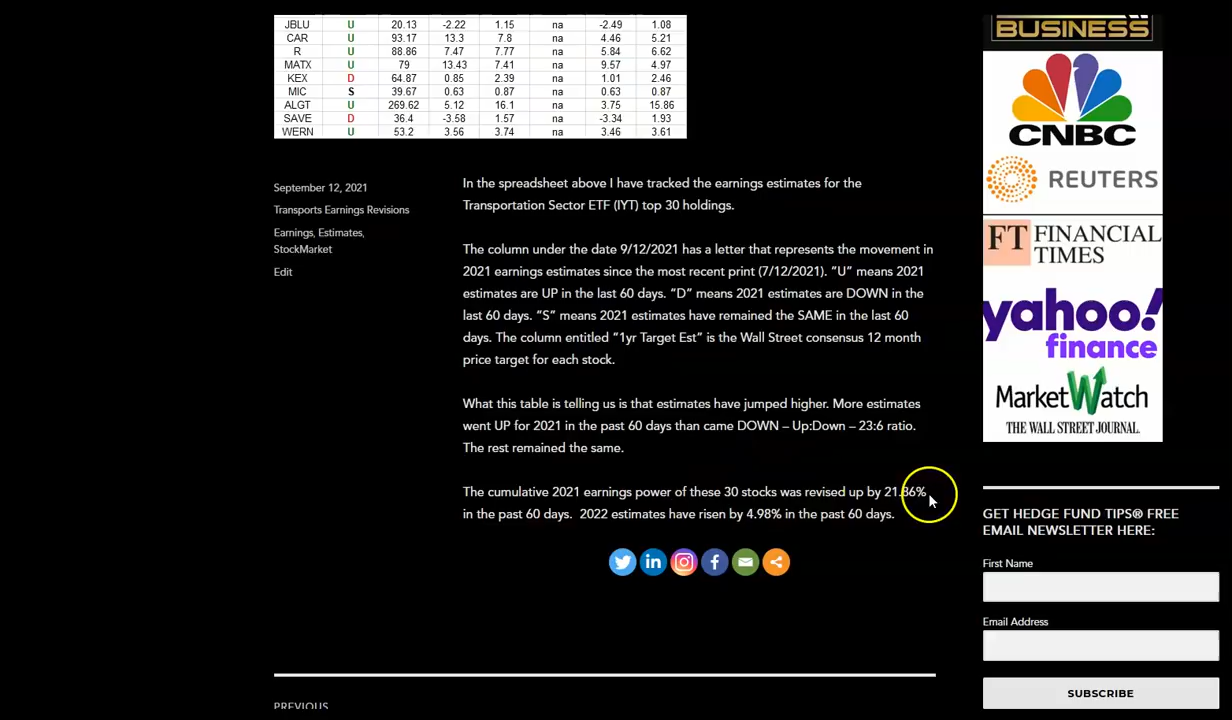 JBLU U 20.13 -2.22 1.15 na -2.49 1.08
CAR U 93.17 13.3 7.8 na 4.46 5.21
R U 88.86 7.47 7.77 na 5.84 6.62
MATX U 79 13.43 7.41 na 9.57 4.97
KEX D 64.87 0.85 2.39 na 1.01 2.46
MIC S 39.67 0.63 0.87 na 0.63 0.87
ALGT U 269.62 5.12 16.1 na 3.75 15.86
SAVE D 36.4 -3.58 1.57 na -3.34 1.93
WERN U 53.2 3.56 3.74 na 3.46 3.61
September 12, 2021
Transports Earnings Revisions
Earnings, Estimates,
StockMarket
Edit
In the spreadsheet above I have tracked the earnings estimates for the
Transportation Sector ETF (IYT) top 30 holdings.
The column under the date 9/12/2021 has a letter that represents the movement in
2021 earnings estimates since the most recent print (7/12/2021). “U” means 2021
estimates are UP in the last 60 days. “D” means 2021 estimates are DOWN in the
last 60 days. “S” means 2021 estimates have remained the SAME in the last 60
days. The column entitled “1yr Target Est” is the Wall Street consensus 12 month
price target for each stock.
What this table is telling us is that estimates have jumped higher. More estimates
went UP for 2021 in the past 60 days than came DOWN – Up:Down – 23:6 ratio.
The rest remained the same.
The cumulative 2021 earnings power of these 30 stocks was revised up by 21.86%
in the past 60 days. 2022 estimates have risen by 4.98% in the past 60 days.
in
f
PREVIOUS
BUSINESS
CNBC
REUTERS
FT FINANCIAL
TIMES
yahoo!
finance
MarketWatch
THE WALL STREET JOURNAL.
GET HEDGE FUND TIPS® FREE
EMAIL NEWSLETTER HERE:
First Name
Email Address
SUBSCRIBE